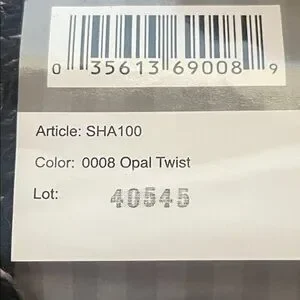 0 35613 69008 9
Article: SHA100
Color: 0008 Opal Twist
Lot: 40545